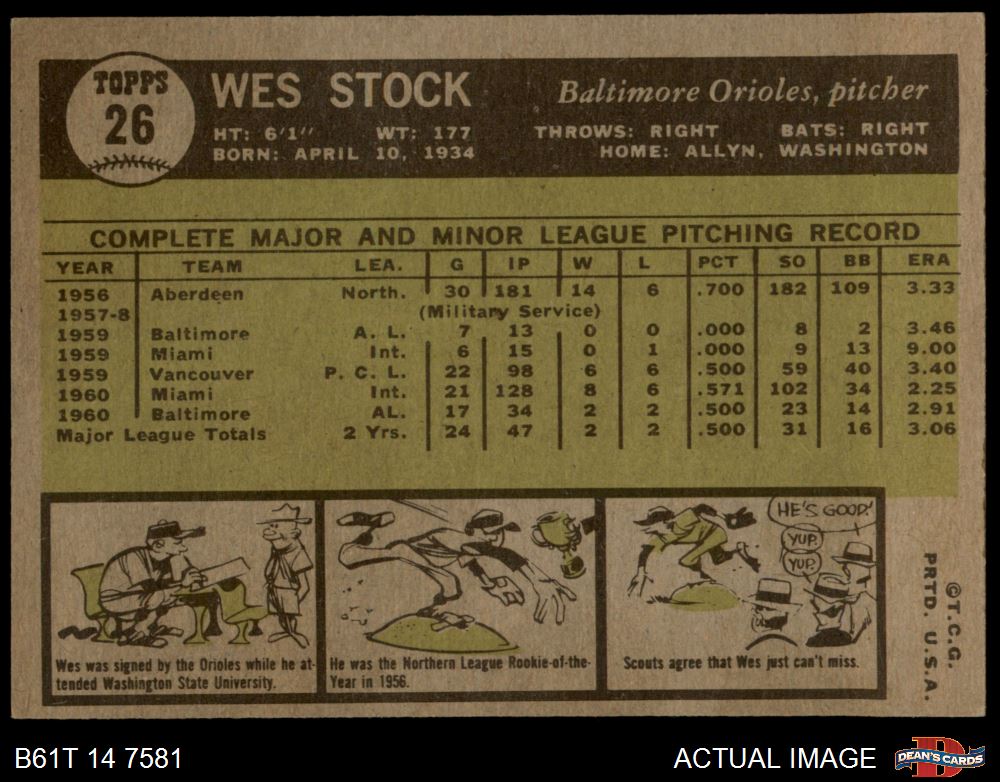 TOPPS
26
WES STOCK
Baltimore Orioles, pitcher
HT: 6'1" WT: 177 THROWS: RIGHT BATS: RIGHT
BORN: APRIL 10, 1934 HOME: ALLYN, WASHINGTON
COMPLETE MAJOR AND MINOR LEAGUE PITCHING RECORD
YEAR TEAM LEA. G IP W L PCT SO BB ERA
1956 Aberdeen North. 30 181 14 6 .700 182 109 3.33
1957-8 (Military Service)
1959 Baltimore A. L. 7 13 0 0 .000 8 2 3.46
1959 Miami Int. 6 15 0 1 .000 9 13 9.00
1959 Vancouver P. C. L. 22 98 6 6 .500 59 40 3.40
1960 Miami Int. 21 128 8 6 .571 102 34 2.25
1960 Baltimore AL. 17 34 2 2 .500 23 14 2.91
Major League Totals 2 Yrs. 24 47 2 2 .500 31 16 3.06
Wes was signed by the Orioles while he at-
tended Washington State University.
He was the Northern League Rookie-of-the-
Year in 1956.
HE'S GOOD!
YUP.
YUP.
Scouts agree that Wes just can't miss.
©T.C.G.
PRTD. U.S.A.
B61T 14 7581
ACTUAL IMAGE
D
DEAN'S CARDS